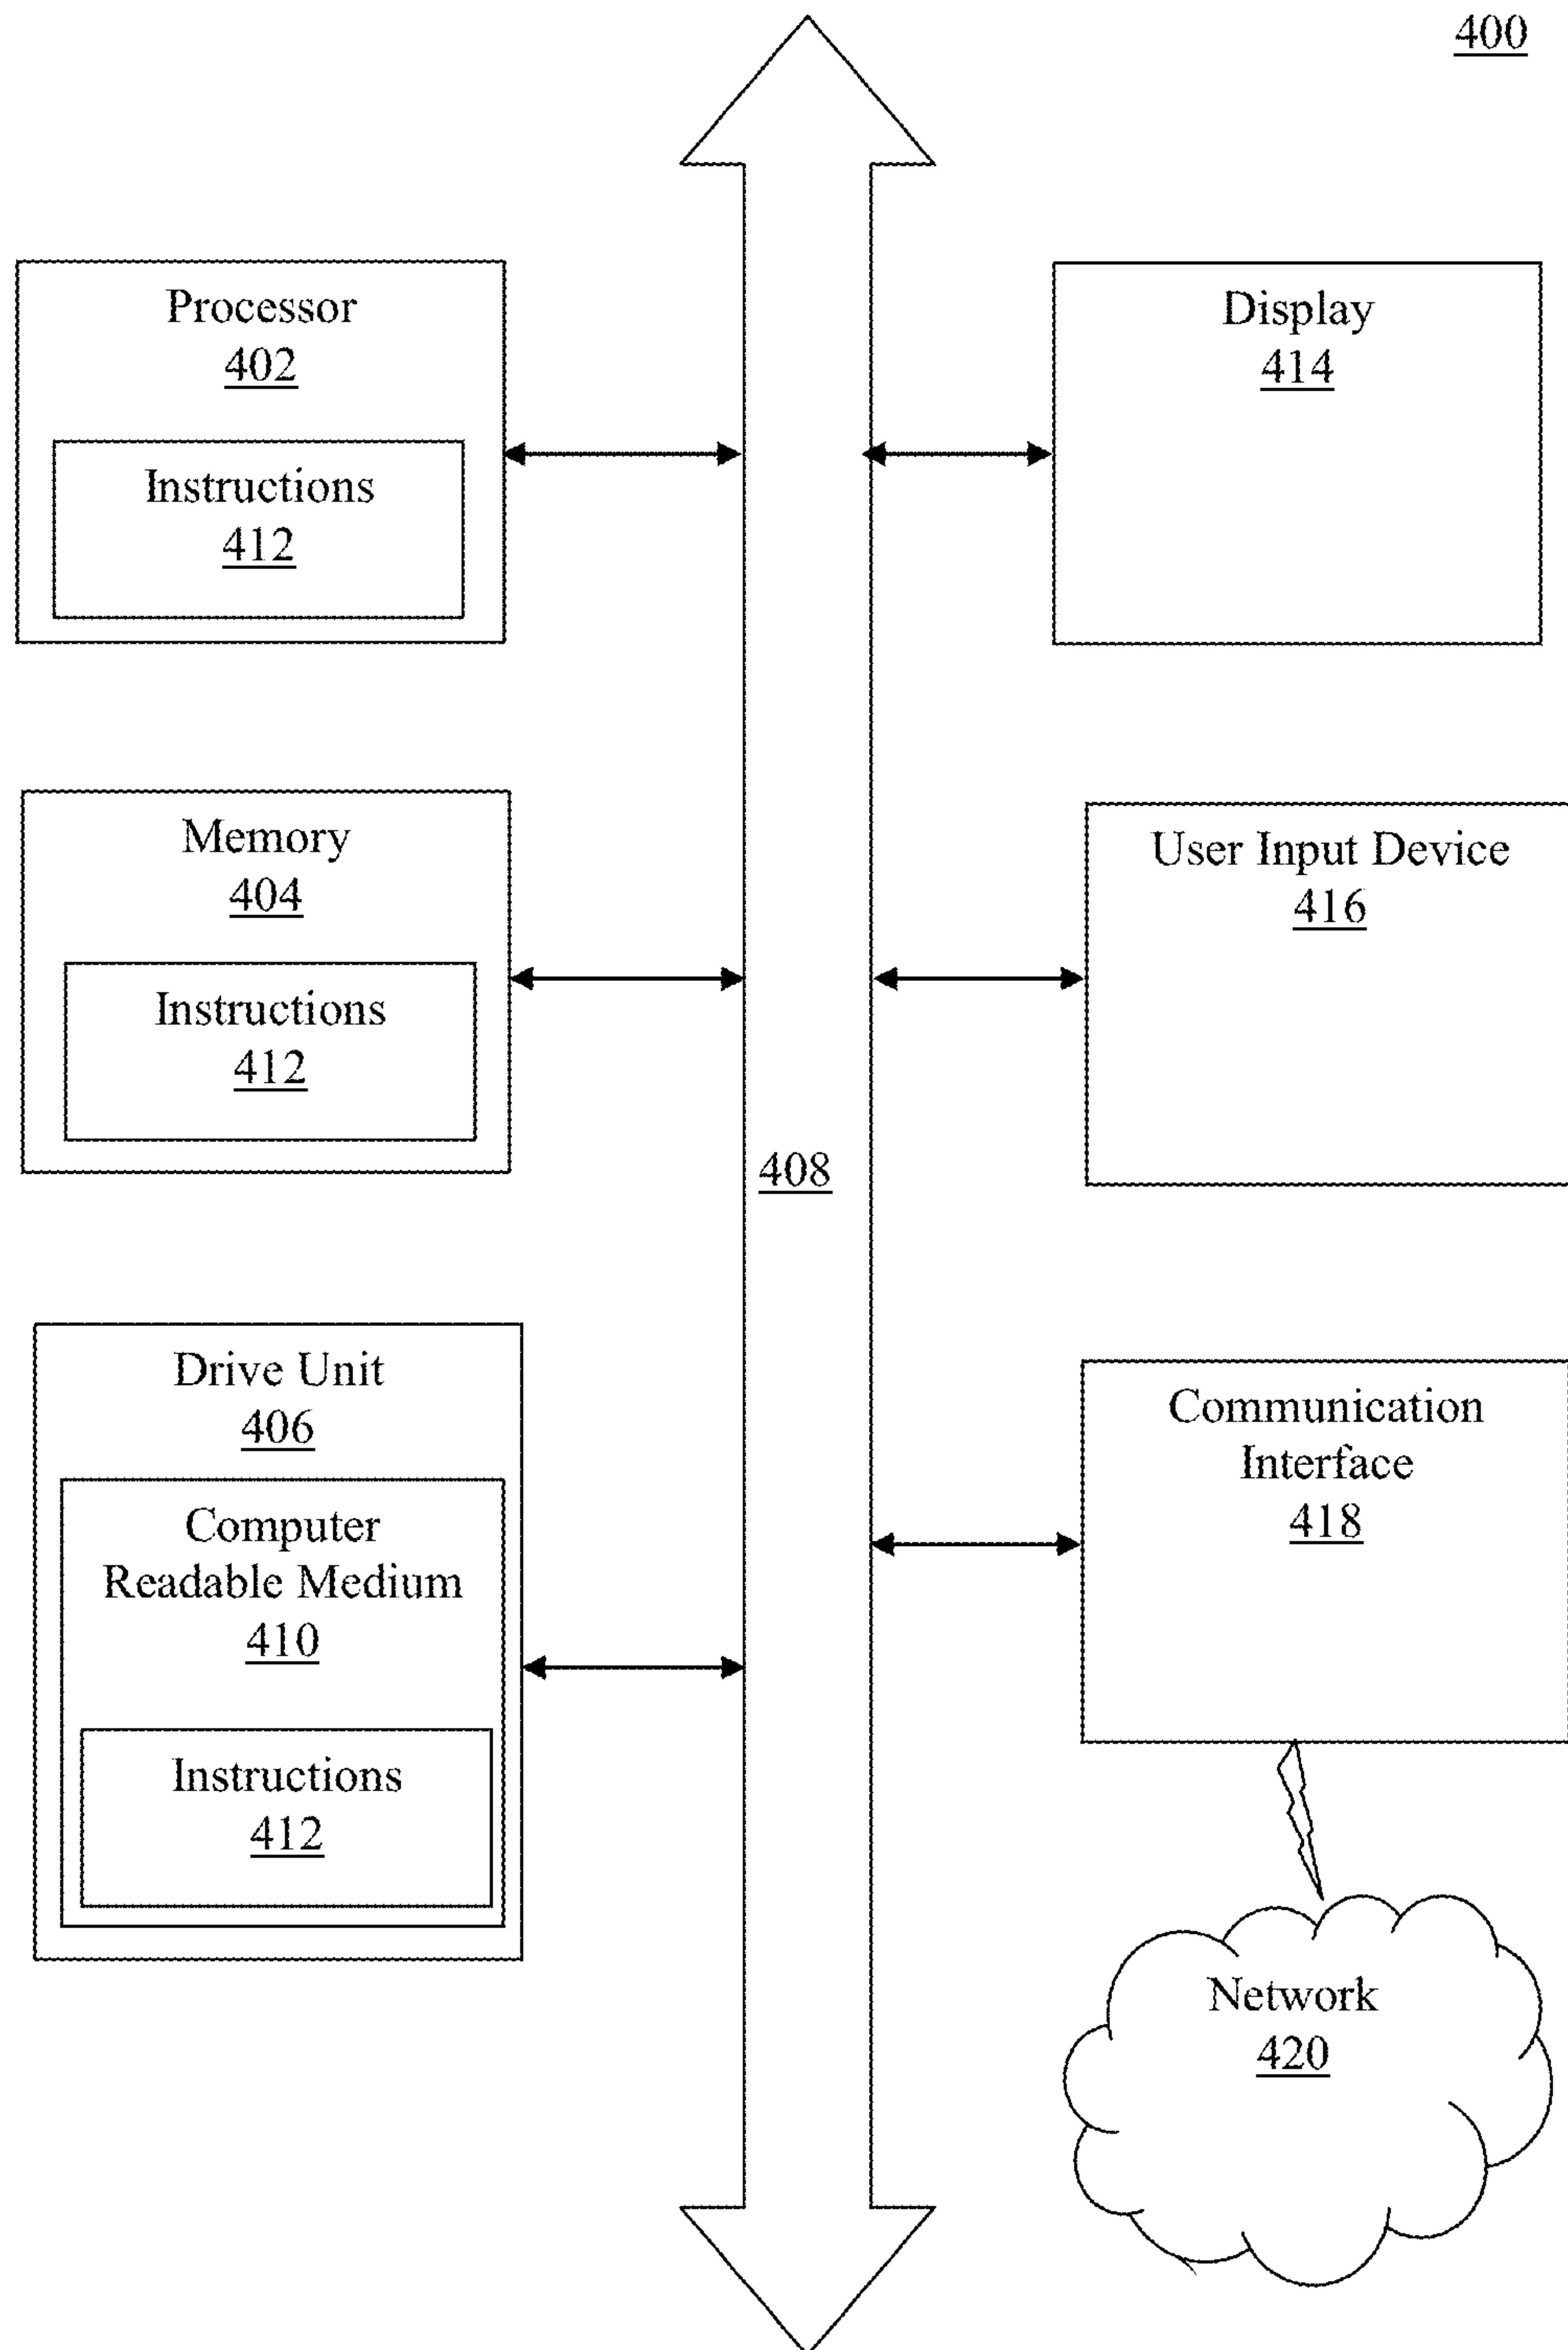 400
Processor
402
Instructions
412
Display
414
Memory
404
Instructions
412
User Input Device
416
408
Drive Unit
406
Computer
Readable Medium
410
Instructions
412
Communication
Interface
418
Network
420